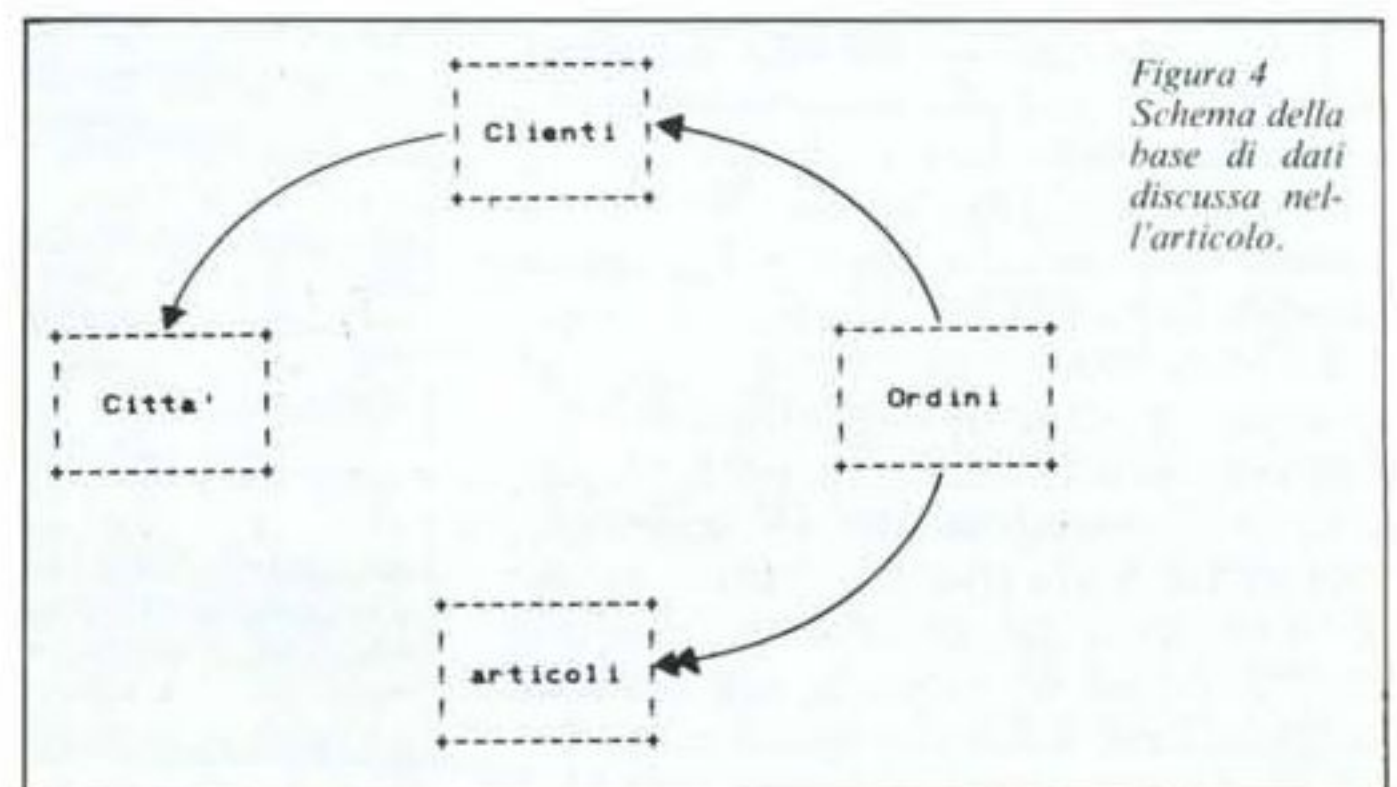 Figura 4
Schema della
base di dati
discussa nel-
l'articolo.
Clienti
Citta'
Ordini
articoli